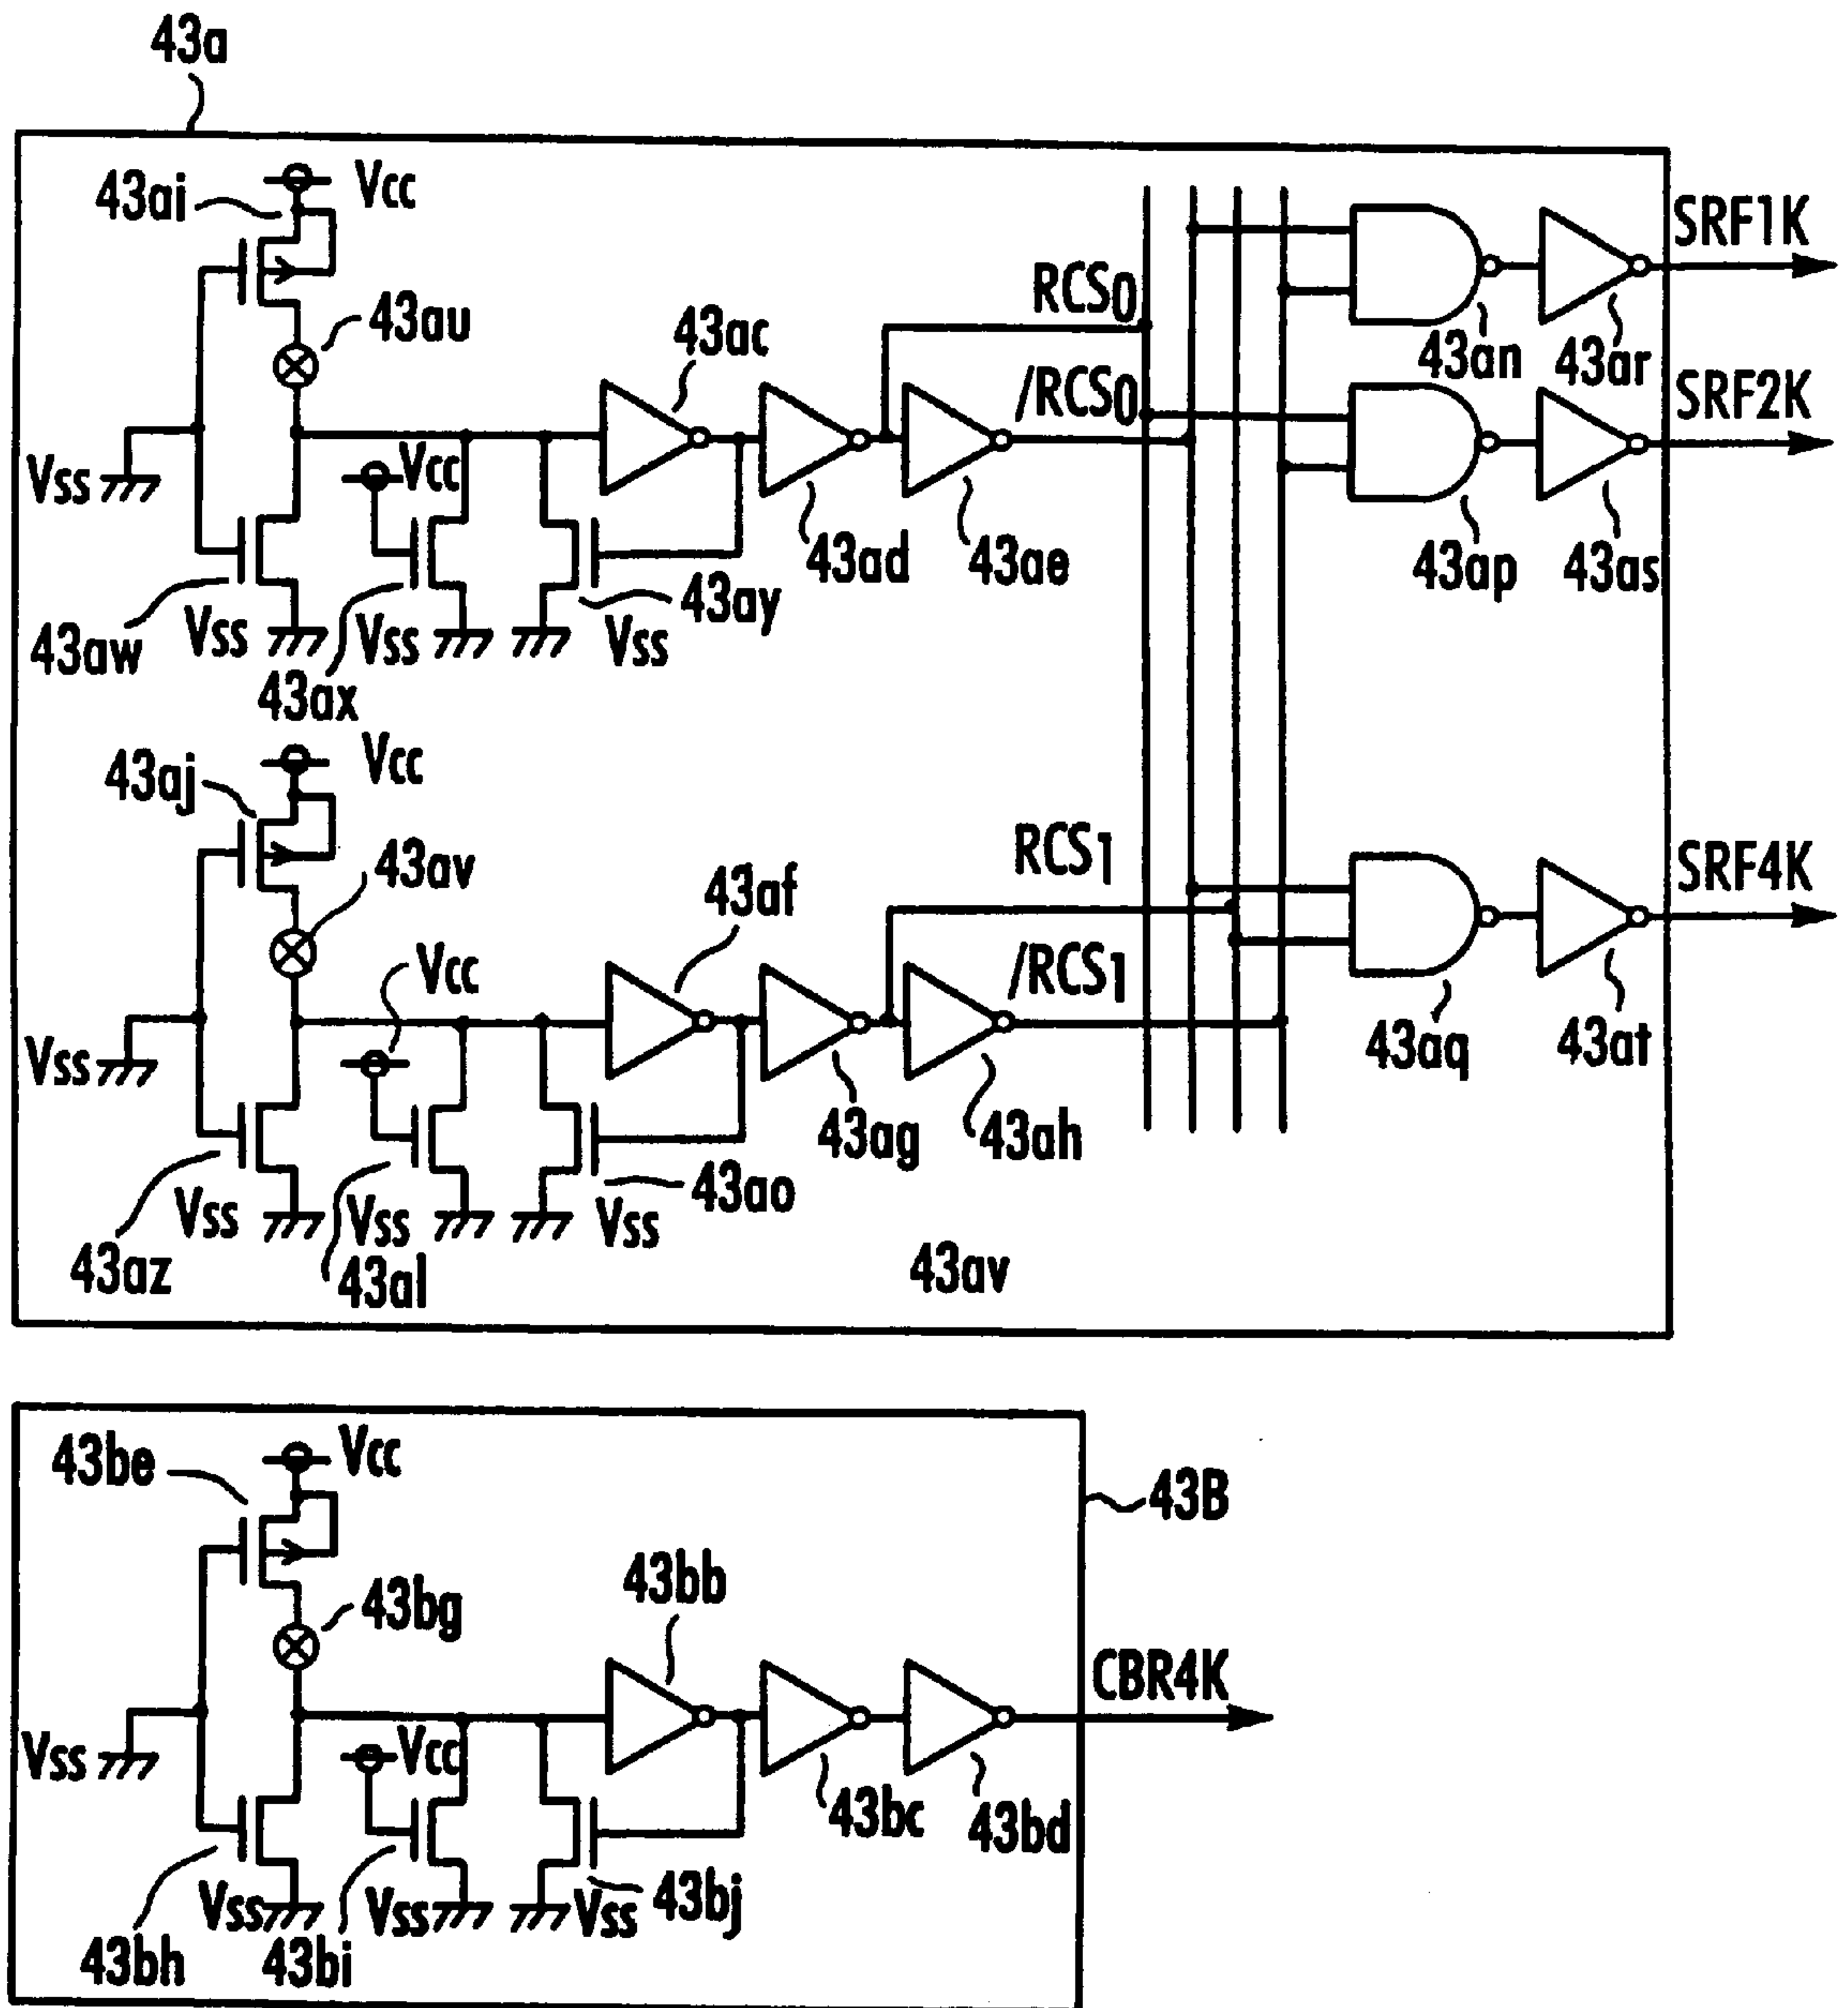 43a
43ai
Vcc
SRF1K
RCS0
43au
43ac
43an
43ar
/RCS0
SRF2K
Vss
Vcc
43ad
43ae
43ap
43as
43ay
43aw
Vss
Vss
Vss
43ax
43aj
Vcc
43av
43af
RCS1
SRF4K
Vcc
/RCS1
Vss
43ag
43ah
43aq
43at
43ao
Vss
Vss
Vss
43az
43al
43av
43be
Vcc
43B
43bg
43bb
CBR4K
Vss
Vcc
43bc
43bd
Vss
Vss
Vss
43bj
43bh
43bi